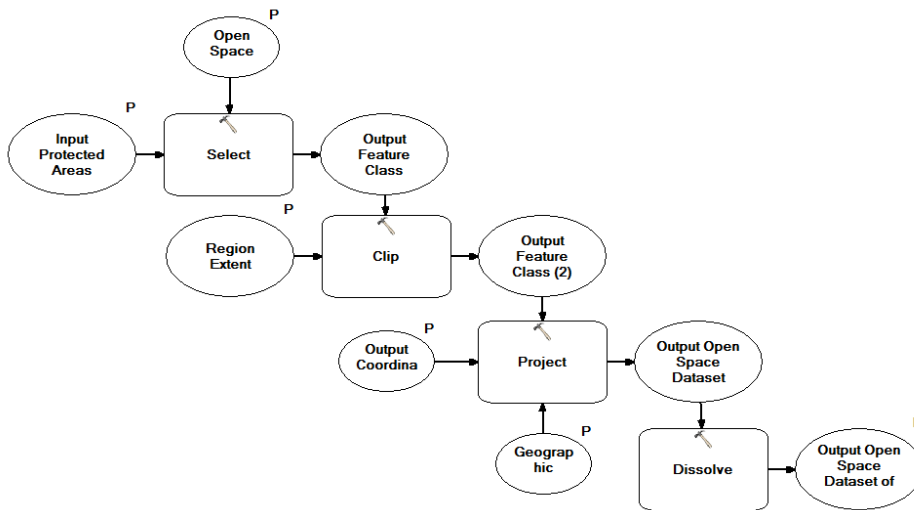 P
Open
Space
P
Input
Protected
Areas
Select
Output
Feature
Class
P
Region
Extent
Clip
Output
Feature
Class (2)
P
Output
Coordina
Project
Output Open
Space
Dataset
P
Geograp
hic
Dissolve
Output Open
Space
Dataset of